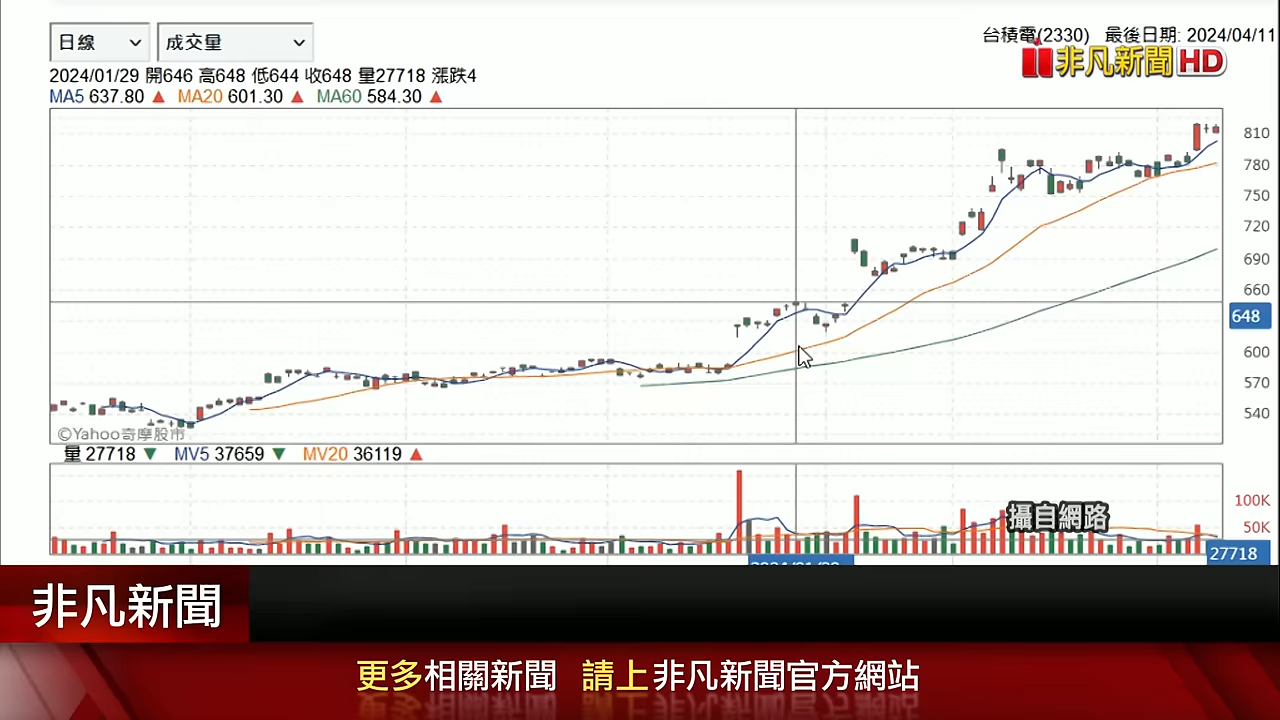 日線 成交量
台積電(2330) 最後日期: 2024/04/11
非凡新聞HD
2024/01/29 開646 高648 低644 收648 量27718 漲跌4
MA5 637.80 ▲ MA20 601.30 ▲ MA60 584.30 ▲
810
780
750
720
690
660
648
600
570
540
©Yahoo奇摩股市
量 27718 ▼ MV5 37659 ▼ MV20 36119 ▲
100K
攝自網路
50K
27718
非凡新聞
更多相關新聞 請上非凡新聞官方網站